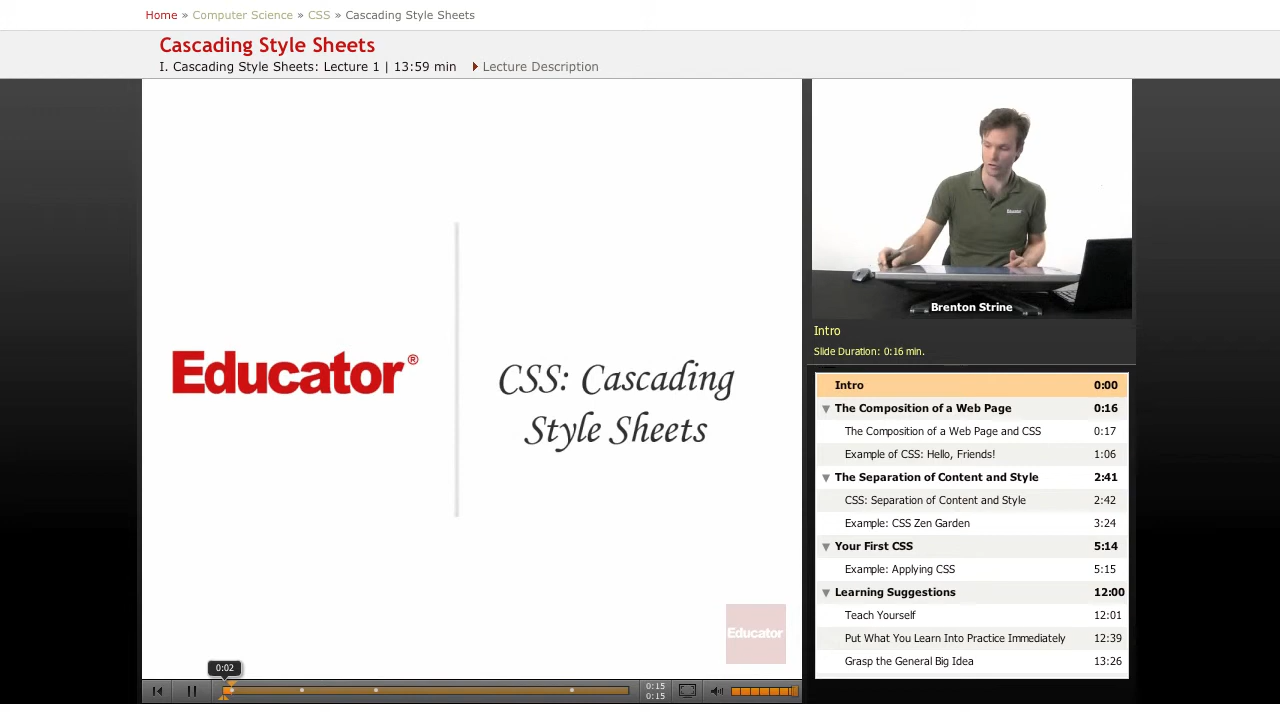 Home » Computer Science » CSS » Cascading Style Sheets
Cascading Style Sheets
I. Cascading Style Sheets: Lecture 1 | 13:59 min Lecture Description
Educator®
CSS: Cascading
Style Sheets
Educator
0:02
0:15
0:15
Educator
Brenton Strine
Intro
Slide Duration: 0:16 min.
Intro 0:00
The Composition of a Web Page 0:16
The Composition of a Web Page and CSS 0:17
Example of CSS: Hello, Friends! 1:06
The Separation of Content and Style 2:41
CSS: Separation of Content and Style 2:42
Example: CSS Zen Garden 3:24
Your First CSS 5:14
Example: Applying CSS 5:15
Learning Suggestions 12:00
Teach Yourself 12:01
Put What You Learn Into Practice Immediately 12:39
Grasp the General Big Idea 13:26